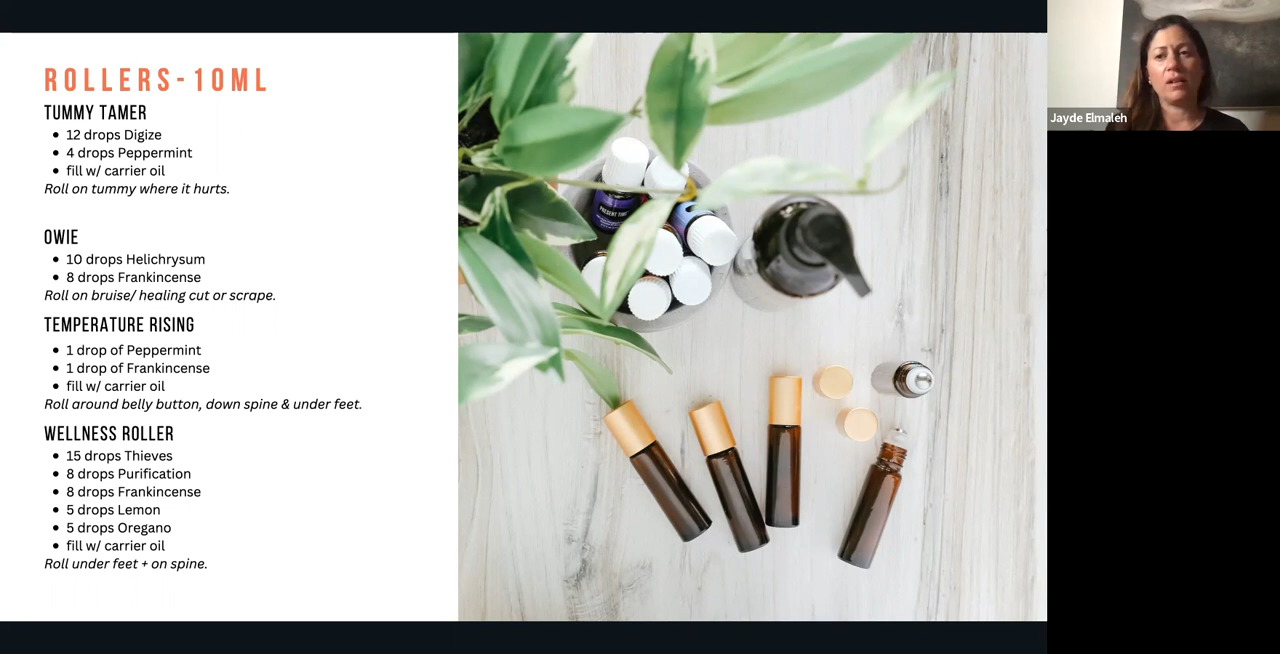 ROLLERS-10ML
TUMMY TAMER
• 12 drops Digize
• 4 drops Peppermint
• fill w/ carrier oil
Roll on tummy where it hurts.
OWIE
• 10 drops Helichrysum
• 8 drops Frankincense
Roll on bruise/ healing cut or scrape.
TEMPERATURE RISING
• 1 drop of Peppermint
• 1 drop of Frankincense
• fill w/ carrier oil
Roll around belly button, down spine & under feet.
WELLNESS ROLLER
• 15 drops Thieves
• 8 drops Purification
• 8 drops Frankincense
• 5 drops Lemon
• 5 drops Oregano
• fill w/ carrier oil
Roll under feet + on spine.
PRESENT TIME
Jayde Elmaleh